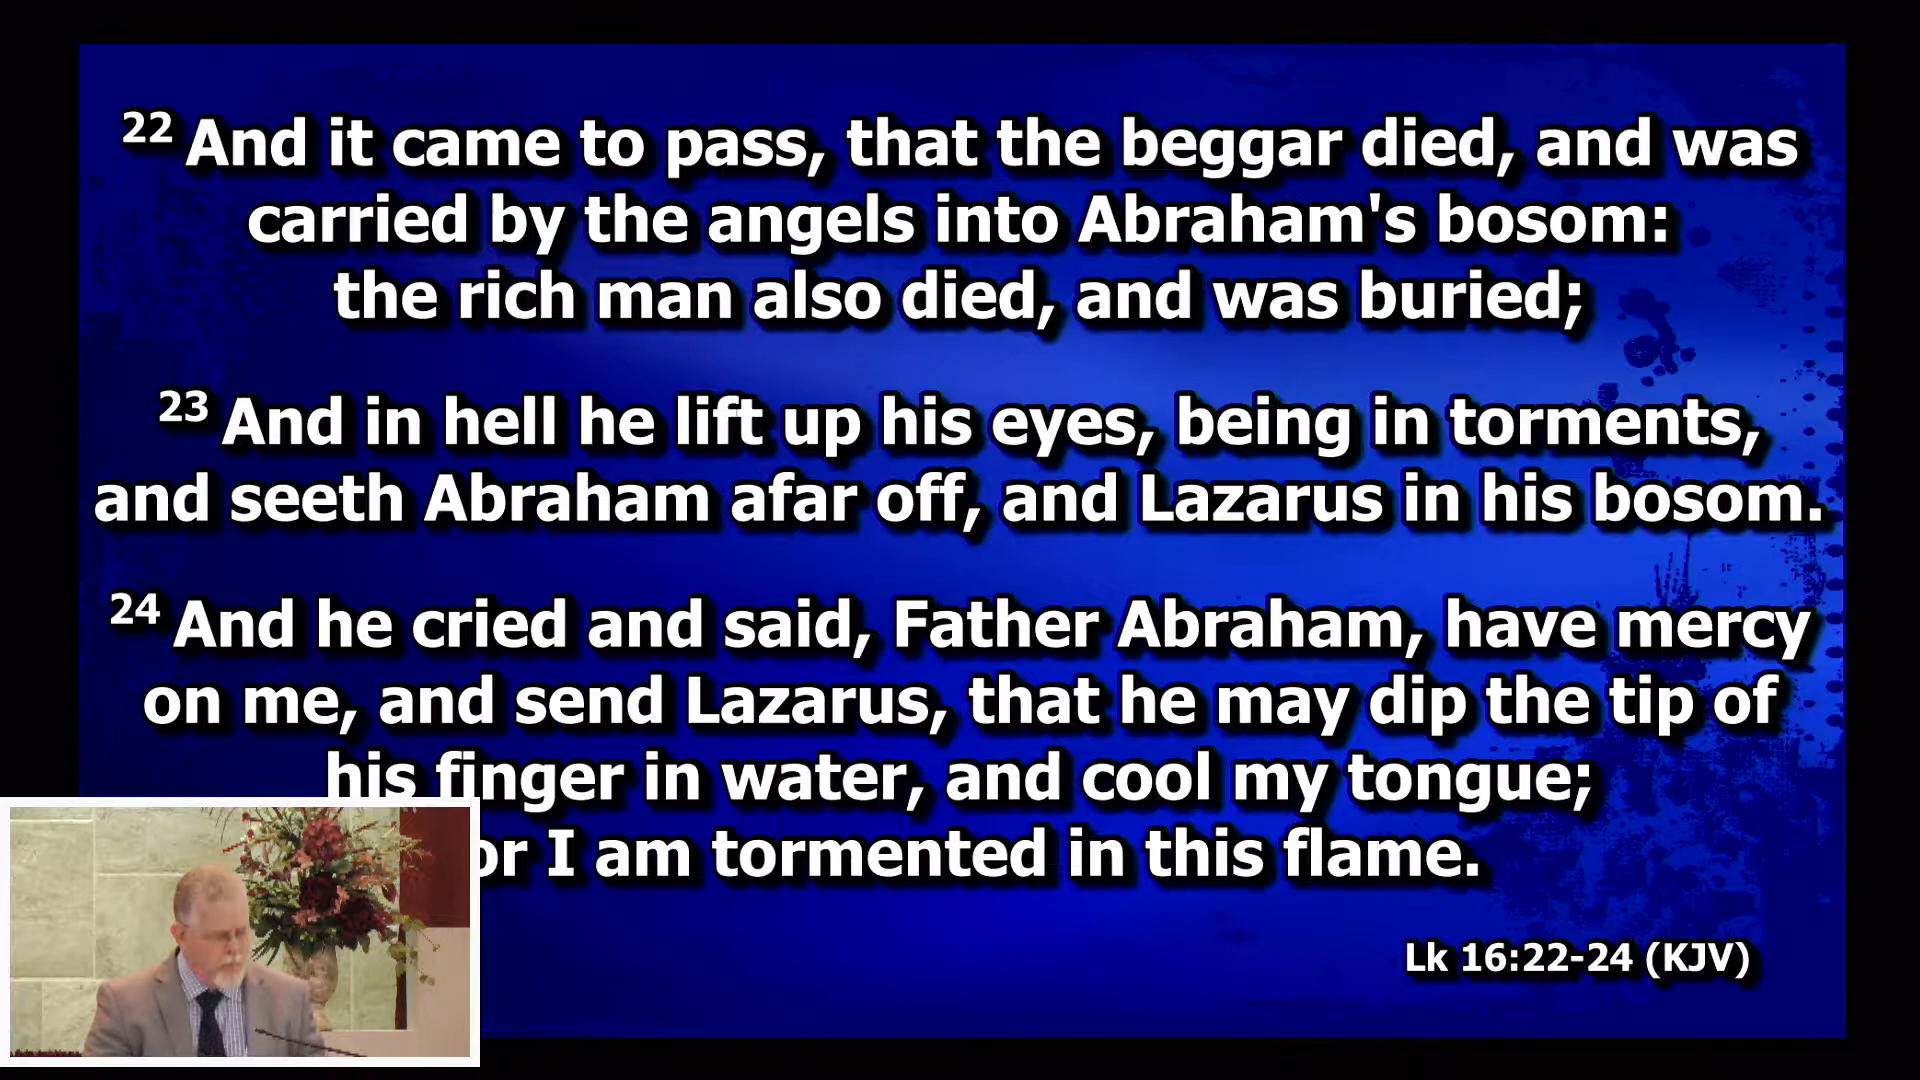 22 And it came to pass, that the beggar died, and was
carried by the angels into Abraham's bosom:
the rich man also died, and was buried;
23 And in hell he lift up his eyes, being in torments,
and seeth Abraham afar off, and Lazarus in his bosom.
24 And he cried and said, Father Abraham, have mercy
on me, and send Lazarus, that he may dip the tip of
his finger in water, and cool my tongue;
or I am tormented in this flame.
Lk 16:22-24 (KJV)